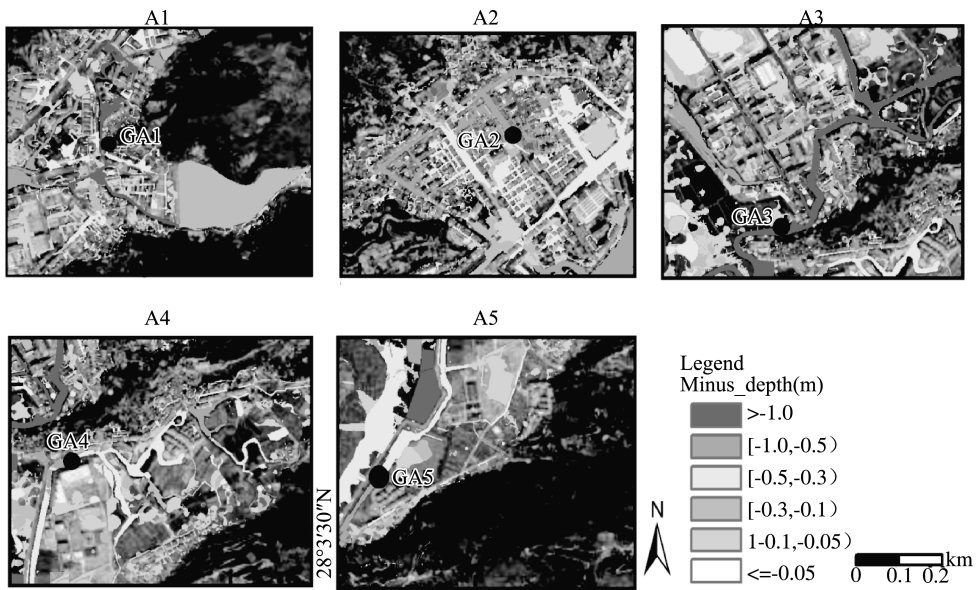 A1
A2
A3
GA1
GA2
GA3
A4
A5
GA4
GA5
28°3′30″N
Legend
Minus_depth(m)
>-1.0
[-1.0,-0.5）
[-0.5,-0.3）
[-0.3,-0.1）
1-0.1,-0.05）
<=-0.05
N
km
0 0.1 0.2